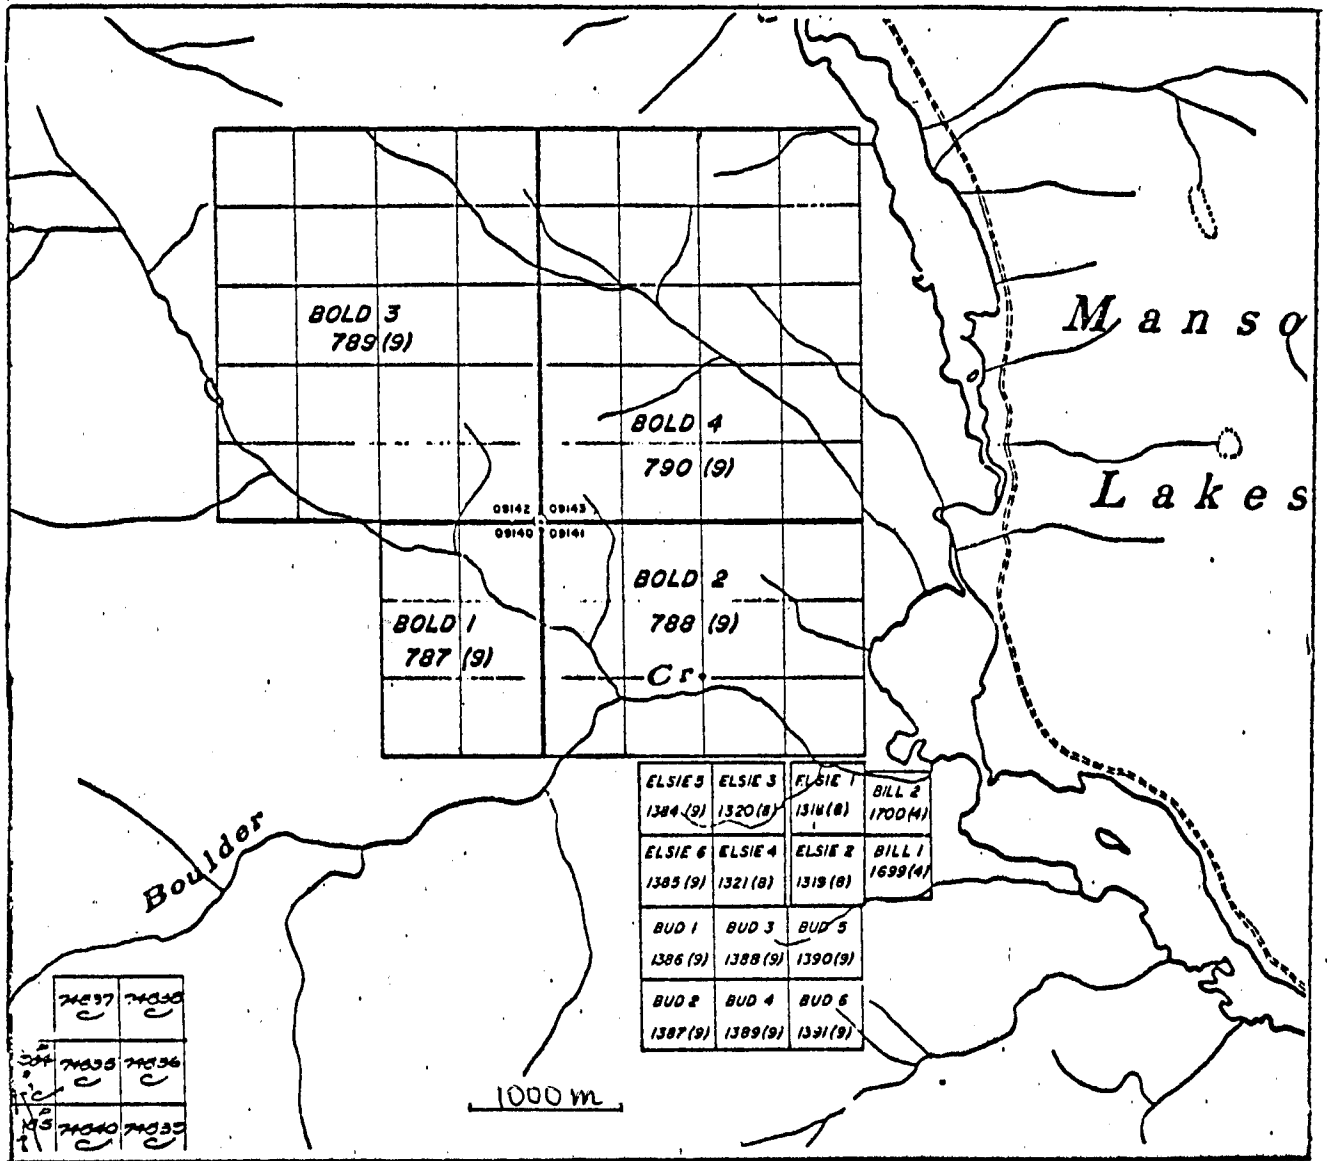 BOLD 3
789 (9)
Manso
BOLD 4
790 (9)
Lakes
09142 09143
09140 09141
BOLD 2
788 (9)
BOLD 1
787 (9)
Cr.
ELSIE 5 ELSIE 3 ELSIE 1 BILL 2
1384 (9) 1320 (8) 1318 (8) 1700 (4)
ELSIE 6 ELSIE 4 ELSIE 2 BILL 1
1385 (9) 1321 (8) 1319 (8) 1699 (4)
Boulder
BUD 1 BUD 3 BUD 5
1386 (9) 1388 (9) 1390 (9)
BUD 2 BUD 4 BUD 6
1387 (9) 1389 (9) 1391 (9)
1000 m